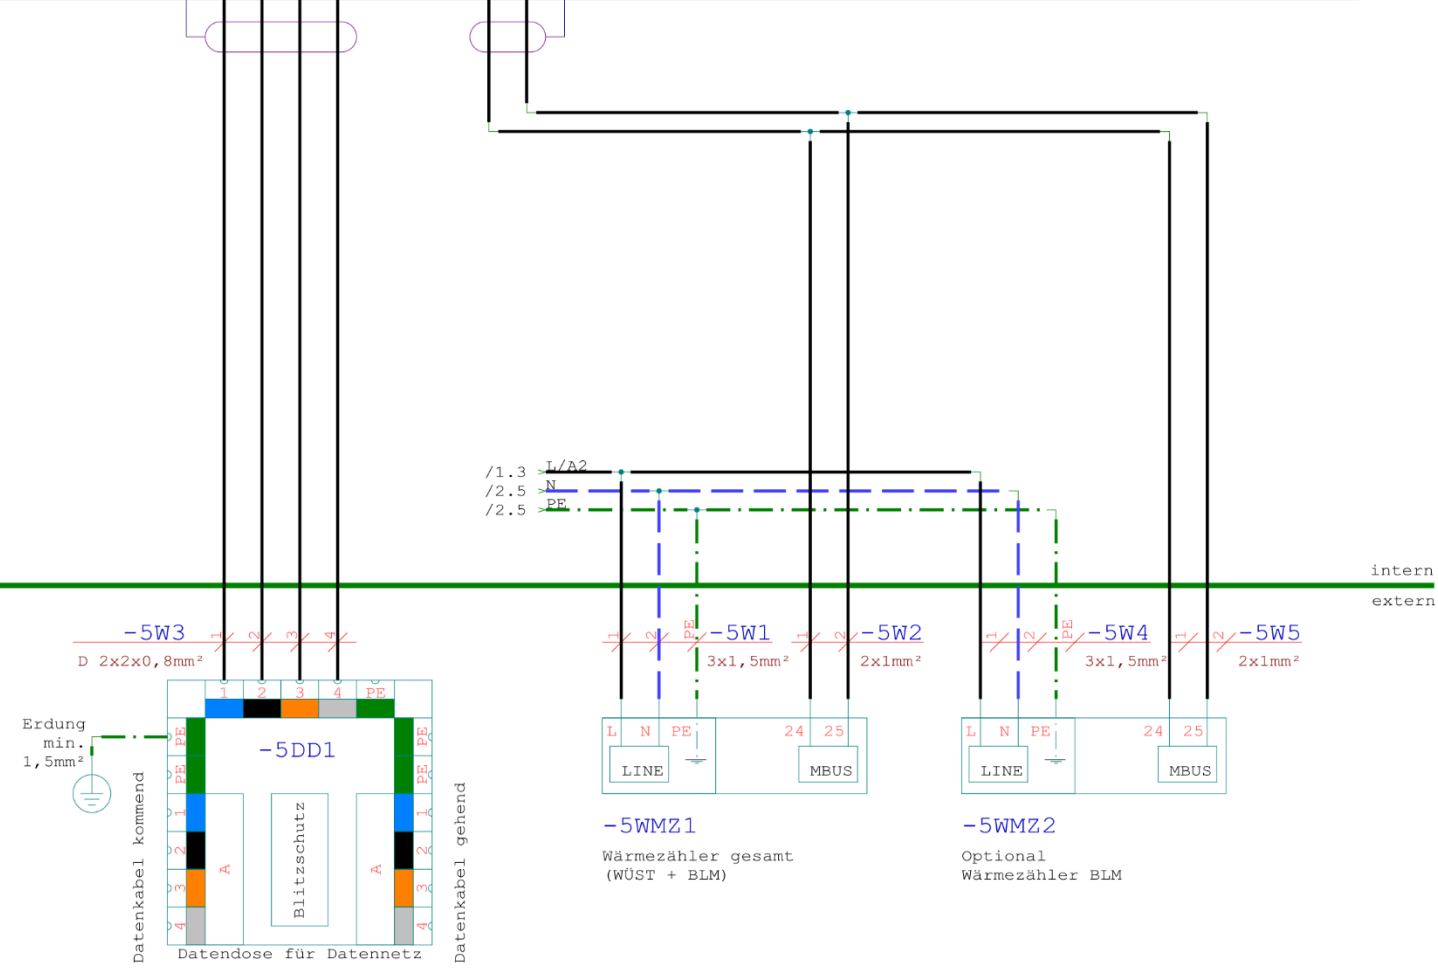 /1.3 L/A2
/2.5 N
/2.5 PE
intern
extern
-5W3 1 2 3 4
D 2x2x0,8mm²
1 2 PE -5W1
3x1,5mm²
1 2 -5W2
2x1mm²
1 2 PE -5W4
3x1,5mm²
1 2 -5W5
2x1mm²
1 2 3 4 PE
Erdung
min.
1,5mm²
-5DD1
PE
PE
1
2
3
4
PE
PE
1
2
3
4
A
Blitzschutz
A
Datenkabel kommend
Datenkabel gehend
Datendose für Datennetz
L N PE 24 25
LINE MBUS
-5WMZ1
Wärmezähler gesamt
(WÜST + BLM)
L N PE 24 25
LINE MBUS
-5WMZ2
Optional
Wärmezähler BLM